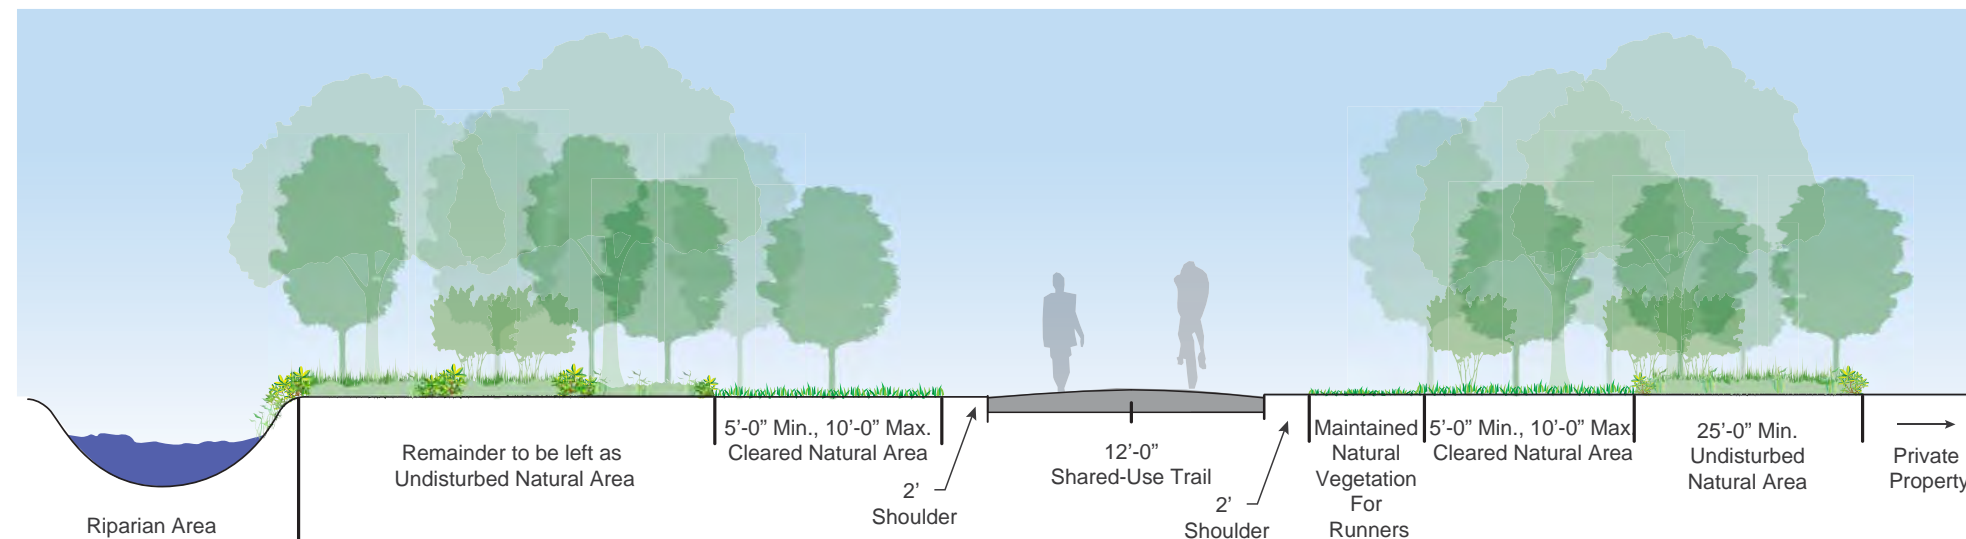 Riparian Area
Remainder to be left as
Undisturbed Natural Area
5’-0” Min., 10’-0” Max.
Cleared Natural Area
2’
Shoulder
12’-0”
Shared-Use Trail
2’
Shoulder
Maintained
Natural
Vegetation
For
Runners
5’-0” Min., 10’-0” Max
Cleared Natural Area
25’-0” Min.
Undisturbed
Natural Area
Private
Property